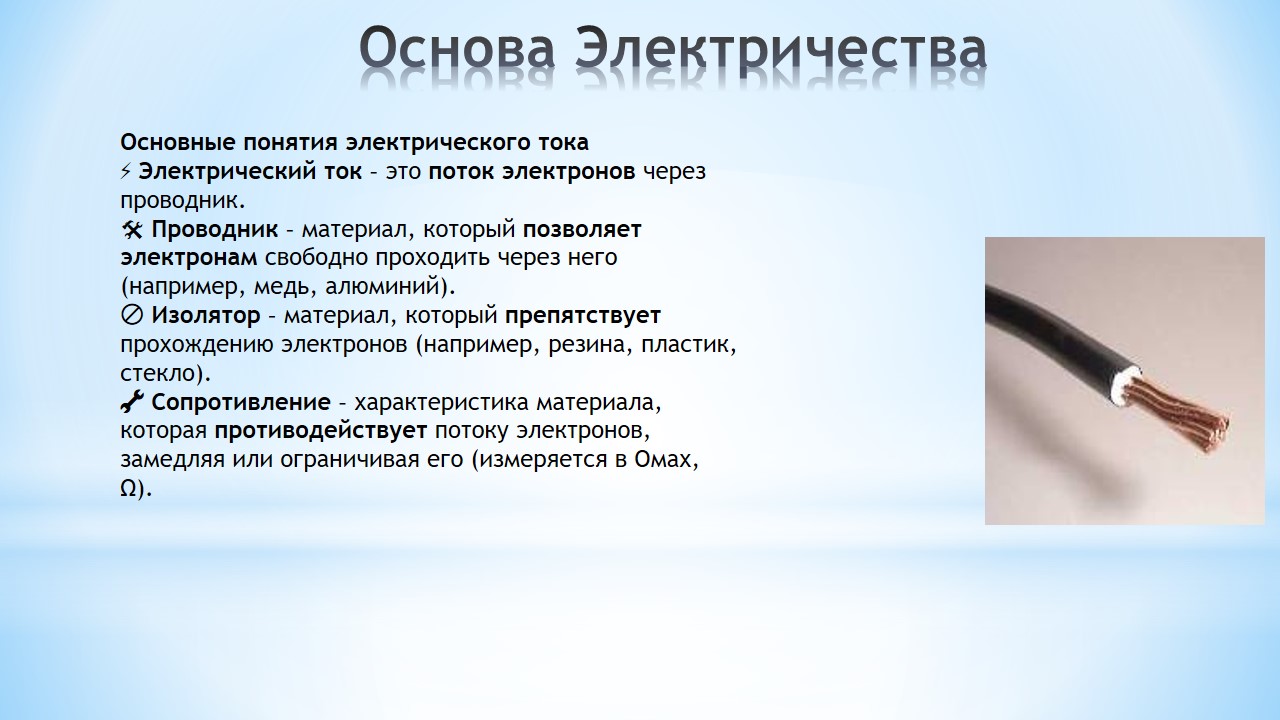 Основа Электричества
Основные понятия электрического тока
⚡ Электрический ток – это поток электронов через
проводник.
🛠 Проводник – материал, который позволяет
электронам свободно проходить через него
(например, медь, алюминий).
🚫 Изолятор – материал, который препятствует
прохождению электронов (например, резина, пластик,
стекло).
🔧 Сопротивление – характеристика материала,
которая противодействует потоку электронов,
замедляя или ограничивая его (измеряется в Омах,
Ω).